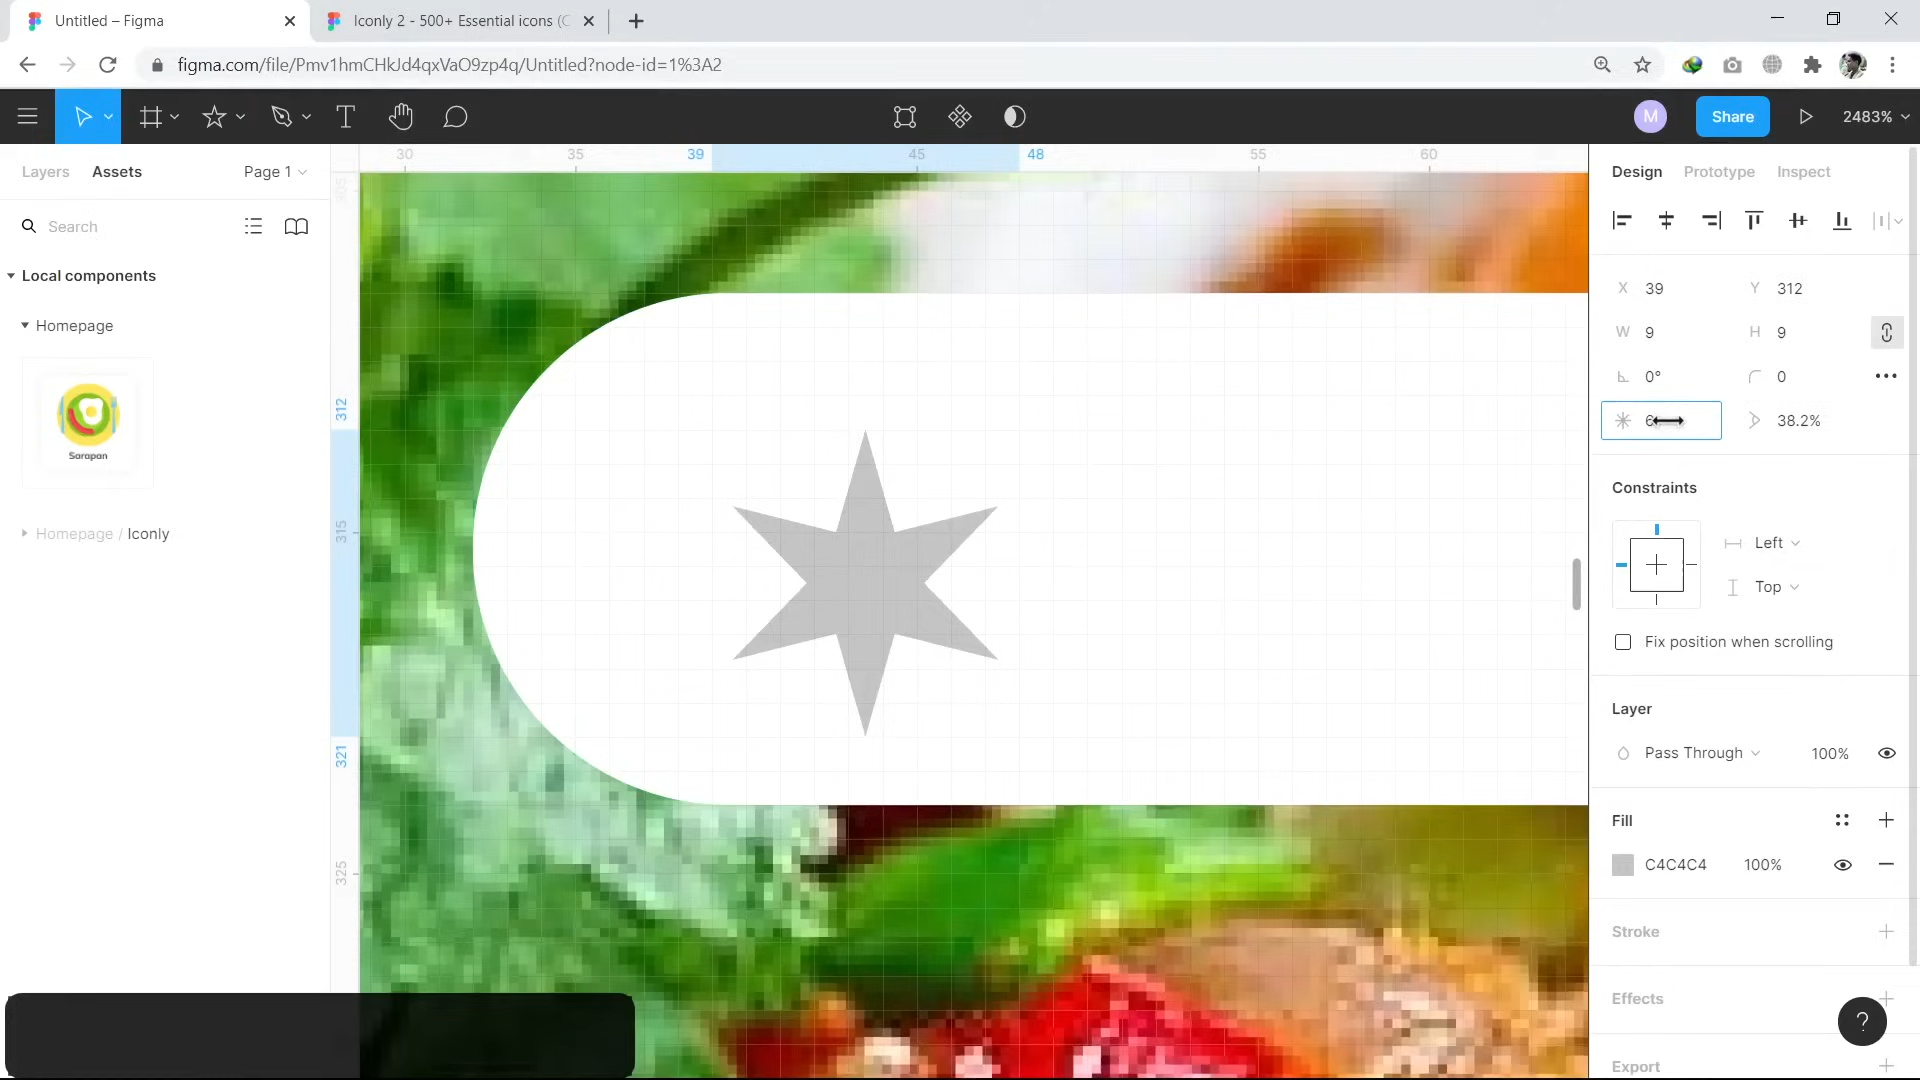 Untitled – Figma
Iconly 2 - 500+ Essential icons (C
figma.com/file/Pmv1hmCHkJd4qxVaO9zp4q/Untitled?node-id=1%3A2
M
Share
2483%
Layers
Assets
Page 1
Search
Local components
Homepage
Sarapan
Homepage / Iconly
30
35
39
45
48
55
60
305
312
315
321
325
Design
Prototype
Inspect
X 39
Y 312
W 9
H 9
0°
0
6
38.2%
Constraints
Left
Top
Fix position when scrolling
Layer
Pass Through
100%
Fill
C4C4C4
100%
Stroke
Effects
?
Export